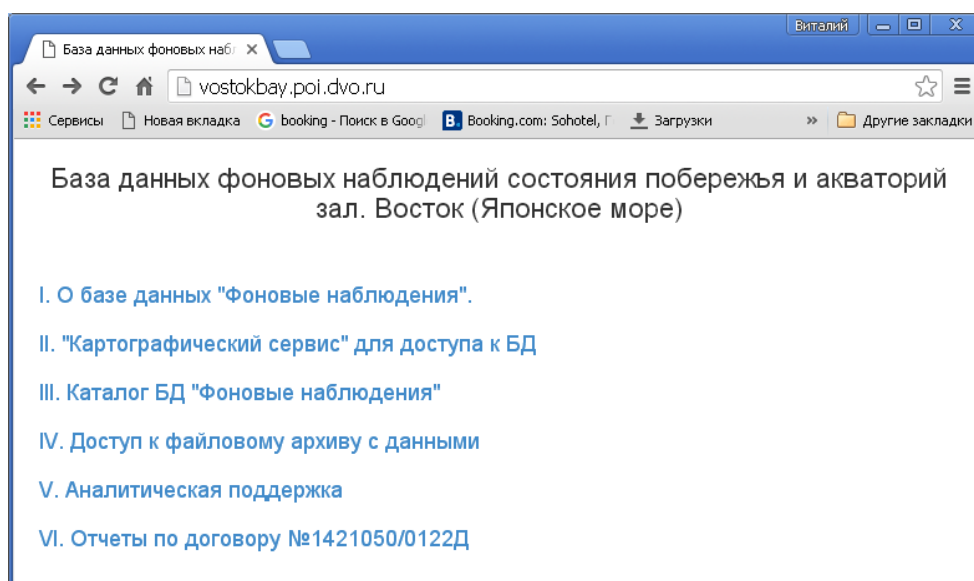 Виталий
База данных фоновых наб
vostokbay.poi.dvo.ru
Сервисы Новая вкладка booking - Поиск в Googl Booking.com: Sohotel, Г Загрузки » Другие закладки
База данных фоновых наблюдений состояния побережья и акваторий
зал. Восток (Японское море)
I. О базе данных "Фоновые наблюдения".
II. "Картографический сервис" для доступа к БД
III. Каталог БД "Фоновые наблюдения"
IV. Доступ к файловому архиву с данными
V. Аналитическая поддержка
VI. Отчеты по договору №1421050/0122Д